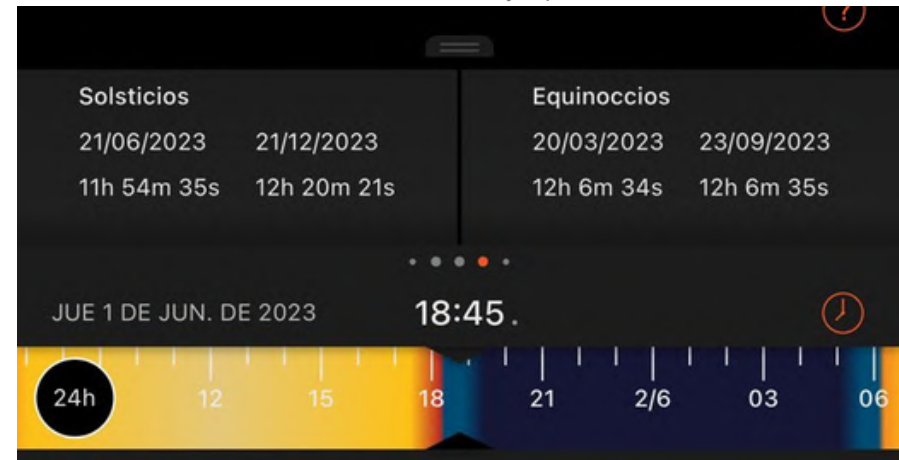 ?
Solsticios
21/06/2023 21/12/2023
11h 54m 35s 12h 20m 21s
Equinoccios
20/03/2023 23/09/2023
12h 6m 34s 12h 6m 35s
JUE 1 DE JUN. DE 2023 18:45 .
24h 12 15 18 21 2/6 03 06